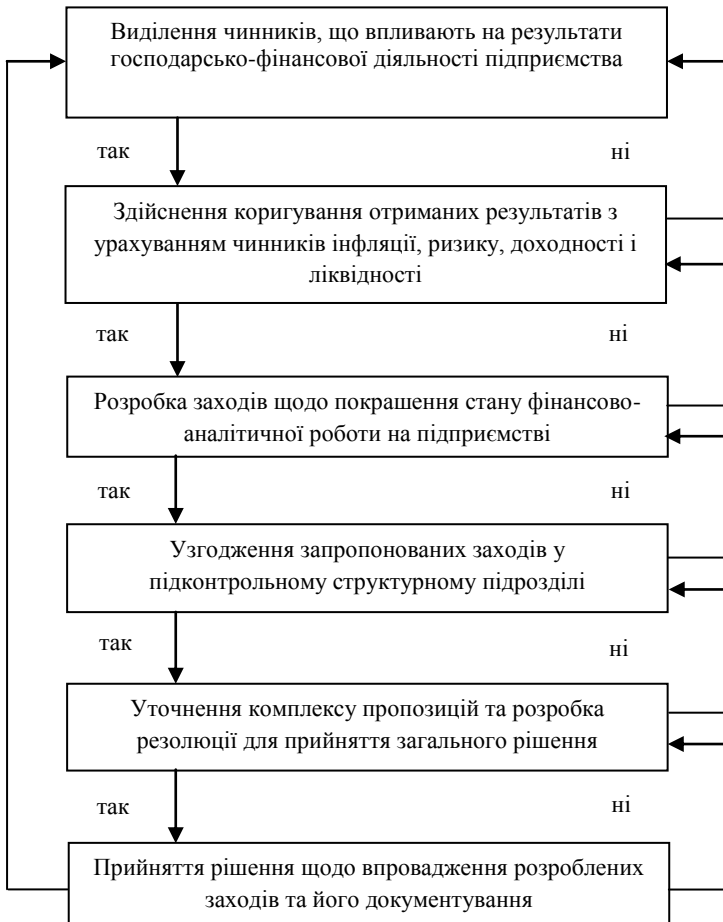 Виділення чинників, що впливають на результати
господарсько-фінансової діяльності підприємства
так ні
Здійснення коригування отриманих результатів з
урахуванням чинників інфляції, ризику, доходності і
ліквідності
так ні
Розробка заходів щодо покрашення стану фінансово-
аналітичної роботи на підприємстві
так ні
Узгодження запропонованих заходів у
підконтрольному структурному підрозділі
так ні
Уточнення комплексу пропозицій та розробка
резолюції для прийняття загального рішення
так ні
Прийняття рішення щодо впровадження розроблених
заходів та його документування